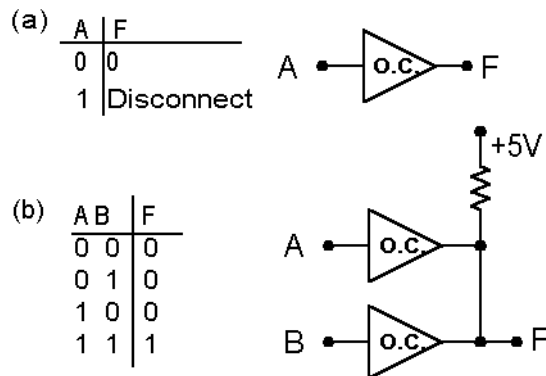 (a)
A F
0 0
1 Disconnect
A O.C. F
+5V
(b)
A B F
0 0 0
0 1 0
1 0 0
1 1 1
A O.C.
B O.C. F